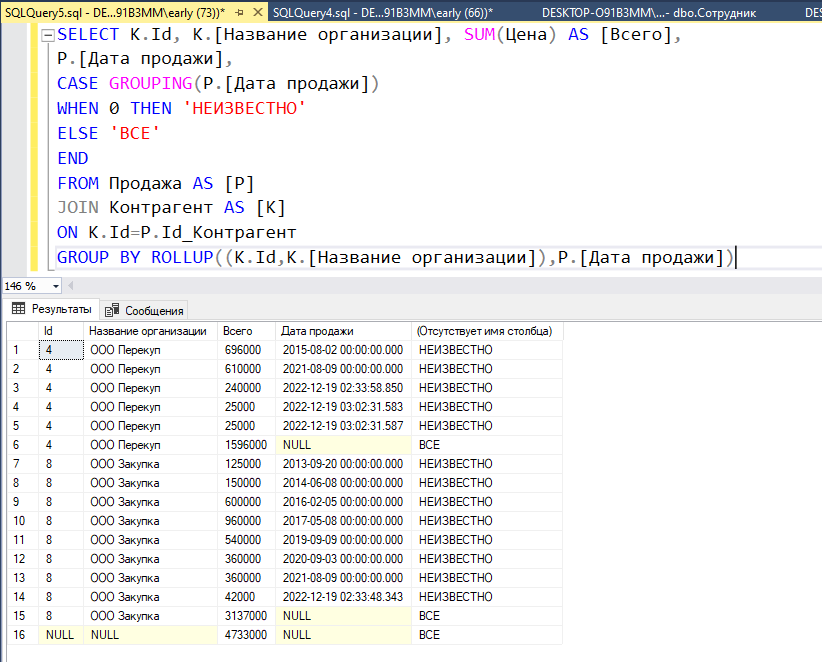 SQLQuery5.sql - DE...91B3MM\early (73))* SQLQuery4.sql - DE...91B3MM\early (66))* DESKTOP-O91B3MM\...- dbo.Сотрудник DES
SELECT K.Id, K.[Название организации], SUM(Цена) AS [Всего],
P.[Дата продажи],
CASE GROUPING(P.[Дата продажи])
WHEN 0 THEN 'НЕИЗВЕСТНО'
ELSE 'ВСЕ'
END
FROM Продажа AS [P]
JOIN Контрагент AS [K]
ON K.Id=P.Id_Контрагент
GROUP BY ROLLUP((K.Id,K.[Название организации]),P.[Дата продажи])
146 %
Результаты Сообщения
Id Название организации Всего Дата продажи (Отсутствует имя столбца)
1 4 ООО Перекуп 696000 2015-08-02 00:00:00.000 НЕИЗВЕСТНО
2 4 ООО Перекуп 610000 2021-08-09 00:00:00.000 НЕИЗВЕСТНО
3 4 ООО Перекуп 240000 2022-12-19 02:33:58.850 НЕИЗВЕСТНО
4 4 ООО Перекуп 25000 2022-12-19 03:02:31.583 НЕИЗВЕСТНО
5 4 ООО Перекуп 25000 2022-12-19 03:02:31.587 НЕИЗВЕСТНО
6 4 ООО Перекуп 1596000 NULL ВСЕ
7 8 ООО Закупка 125000 2013-09-20 00:00:00.000 НЕИЗВЕСТНО
8 8 ООО Закупка 150000 2014-06-08 00:00:00.000 НЕИЗВЕСТНО
9 8 ООО Закупка 600000 2016-02-05 00:00:00.000 НЕИЗВЕСТНО
10 8 ООО Закупка 960000 2017-05-08 00:00:00.000 НЕИЗВЕСТНО
11 8 ООО Закупка 540000 2019-09-09 00:00:00.000 НЕИЗВЕСТНО
12 8 ООО Закупка 360000 2020-09-03 00:00:00.000 НЕИЗВЕСТНО
13 8 ООО Закупка 360000 2021-08-09 00:00:00.000 НЕИЗВЕСТНО
14 8 ООО Закупка 42000 2022-12-19 02:33:48.343 НЕИЗВЕСТНО
15 8 ООО Закупка 3137000 NULL ВСЕ
16 NULL NULL 4733000 NULL ВСЕ